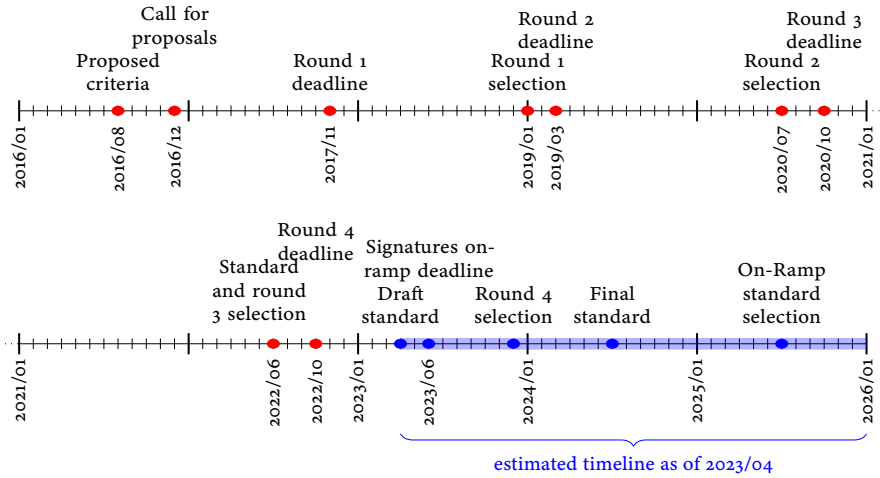 Call for
proposals
Proposed
criteria
Round 1
deadline
Round 2
deadline
Round 1
selection
Round 3
deadline
Round 2
selection
2016/01
2016/08
2016/12
2017/11
2019/01
2019/03
2020/07
2020/10
2021/01
Round 4
deadline
Standard
and round
3 selection
Signatures on-
ramp deadline
Draft
standard
Round 4
selection
Final
standard
On-Ramp
standard
selection
2021/01
2022/06
2022/10
2023/01
2023/06
2024/01
2025/01
2026/01
estimated timeline as of 2023/04